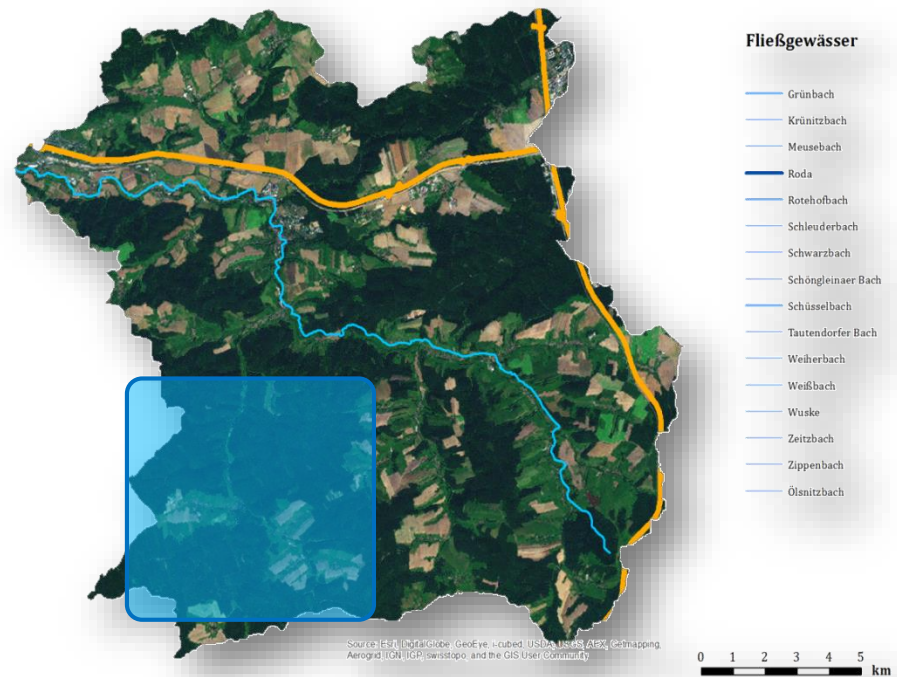 Fließgewässer
Grünbach
Krünitzbach
Meusebach
Roda
Rotehofbach
Schleuderbach
Schwarzbach
Schöngleinaer Bach
Schüsselbach
Tautendorfer Bach
Weiherbach
Weißbach
Wuske
Zeitzbach
Zippenbach
Ölsnitzbach
Source: Esri, DigitalGlobe, GeoEye, i-cubed, USDA, USGS, AEX, Getmapping,
Aerogrid, IGN, IGP, swisstopo, and the GIS User Community
0 1 2 3 4 5
km